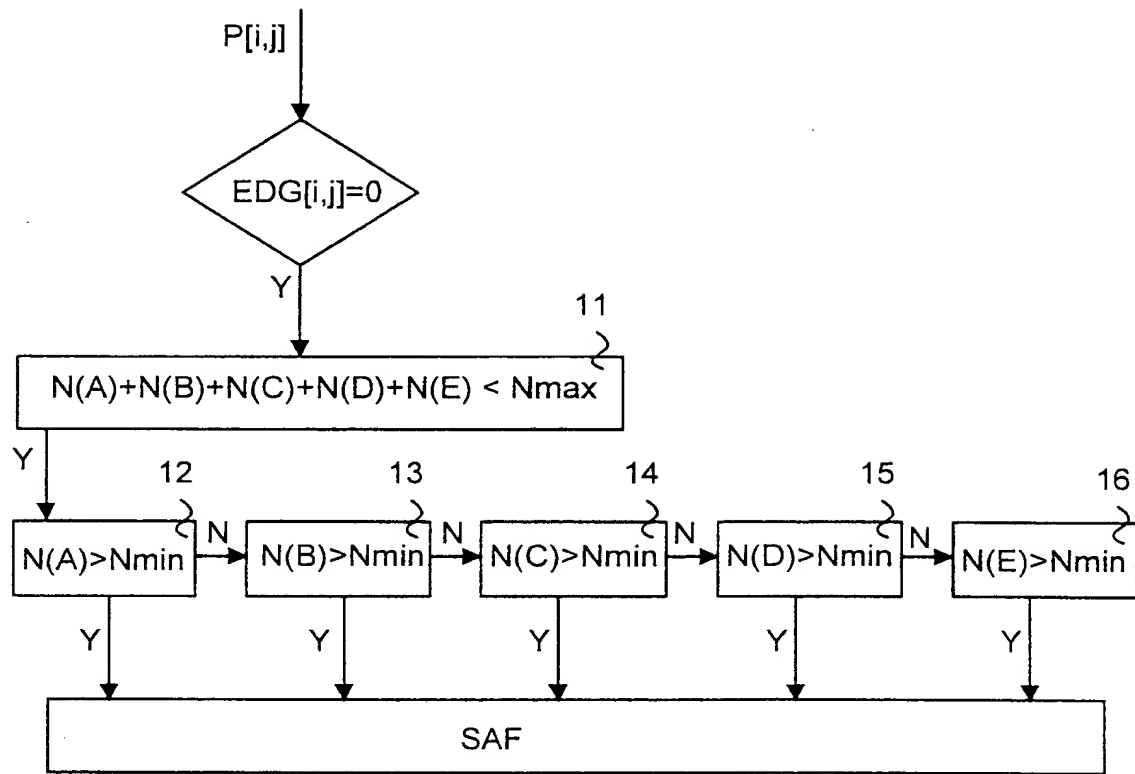 P[i,j]
EDG[i,j]=0
Y
11
N(A)+N(B)+N(C)+N(D)+N(E) < Nmax
Y
12 13 14 15 16
N(A)>Nmin N N(B)>Nmin N N(C)>Nmin N N(D)>Nmin N N(E)>Nmin
Y Y Y Y Y
SAF